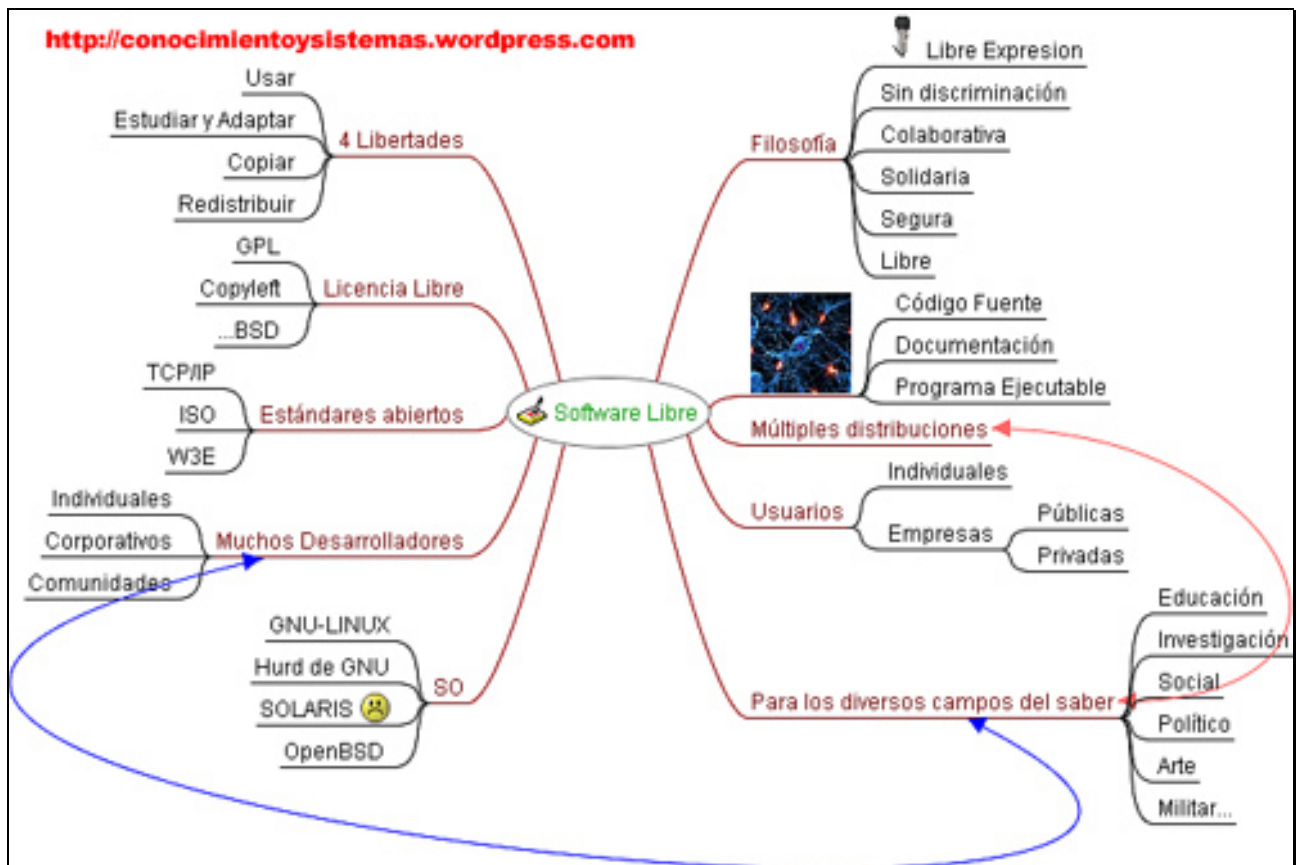 http://conocimientoysistemas.wordpress.com
Usar
Estudiar y Adaptar
4 Libertades
Copiar
Redistribuir
GPL
Copyleft
Licencia Libre
...BSD
TCP/IP
ISO
Estándares abiertos
W3E
Individuales
Corporativos
Muchos Desarrolladores
Comunidades
GNU-LINUX
Hurd de GNU
SO
SOLARIS
OpenBSD
Software Libre
Libre Expresion
Sin discriminación
Filosofía
Colaborativa
Solidaria
Segura
Libre
Código Fuente
Documentación
Programa Ejecutable
Múltiples distribuciones
Individuales
Usuarios
Empresas
Públicas
Privadas
Para los diversos campos del saber
Educación
Investigación
Social
Político
Arte
Militar...